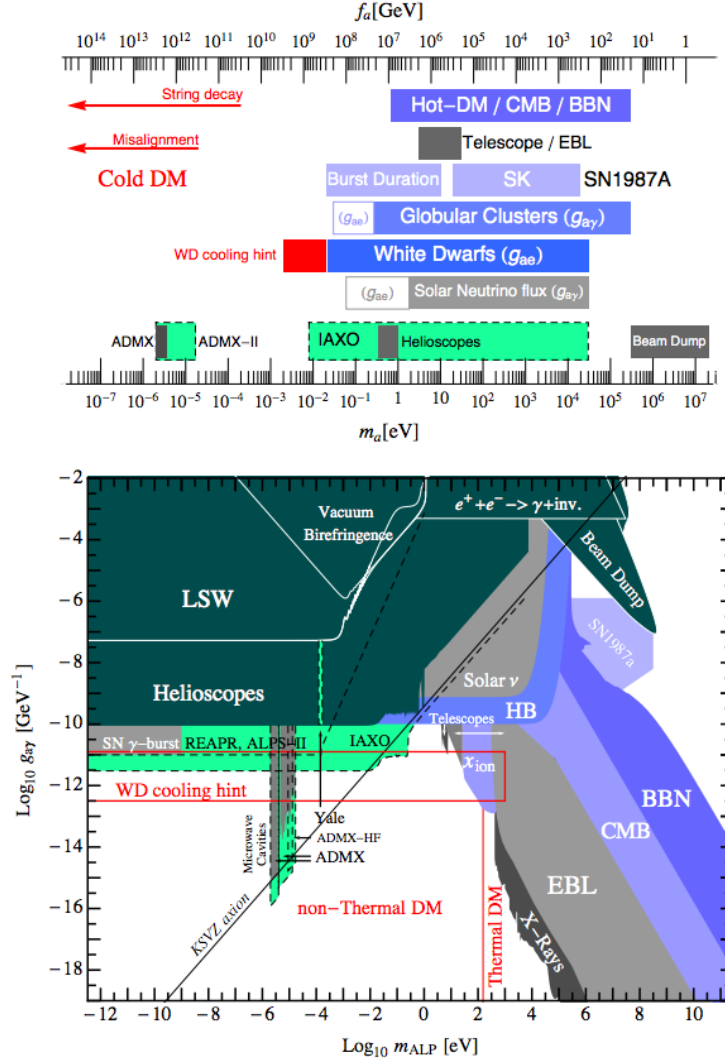 f_a[GeV]
10^14 10^13 10^12 10^11 10^10 10^9 10^8 10^7 10^6 10^5 10^4 10^3 10^2 10^1 1
String decay
Hot-DM / CMB / BBN
Misalignment
Telescope / EBL
Cold DM
Burst Duration
SK
SN1987A
(g_ae)
Globular Clusters (g_aγ)
WD cooling hint
White Dwarfs (g_ae)
(g_ae)
Solar Neutrino flux (g_aγ)
ADMX
ADMX-II
IAXO
Helioscopes
Beam Dump
10^-7 10^-6 10^-5 10^-4 10^-3 10^-2 10^-1 1 10 10^2 10^3 10^4 10^5 10^6 10^7
m_a[eV]
-2
-4
-6
-8
-10
-12
-14
-16
-18
Log_10 g_aγ [GeV^-1]
Vacuum
Birefringence
e^+ + e^- -> γ+inv.
Beam Dump
LSW
SN1987a
Helioscopes
Solar ν
HB
Telescopes
SN γ-burst
REAPR, ALPS-II
IAXO
x_ion
WD cooling hint
BBN
Yale
CMB
Microwave
Cavities
ADMX-HF
ADMX
EBL
KSVZ axion
non-Thermal DM
Thermal DM
X-Rays
-12 -10 -8 -6 -4 -2 0 2 4 6 8 10
Log_10 m_ALP [eV]